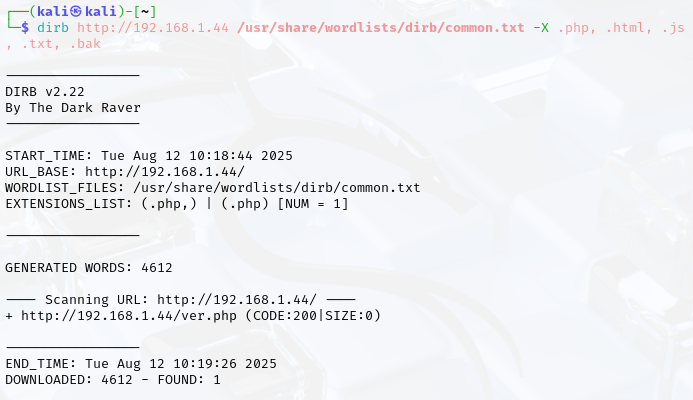 ┌──(kali㉿kali)-[~]
└─$ dirb http://192.168.1.44 /usr/share/wordlists/dirb/common.txt -X .php, .html, .js
, .txt, .bak
-----------------
DIRB v2.22
By The Dark Raver
-----------------
START_TIME: Tue Aug 12 10:18:44 2025
URL_BASE: http://192.168.1.44/
WORDLIST_FILES: /usr/share/wordlists/dirb/common.txt
EXTENSIONS_LIST: (.php,) | (.php) [NUM = 1]
-----------------
GENERATED WORDS: 4612
---- Scanning URL: http://192.168.1.44/ ----
+ http://192.168.1.44/ver.php (CODE:200|SIZE:0)
-----------------
END_TIME: Tue Aug 12 10:19:26 2025
DOWNLOADED: 4612 - FOUND: 1